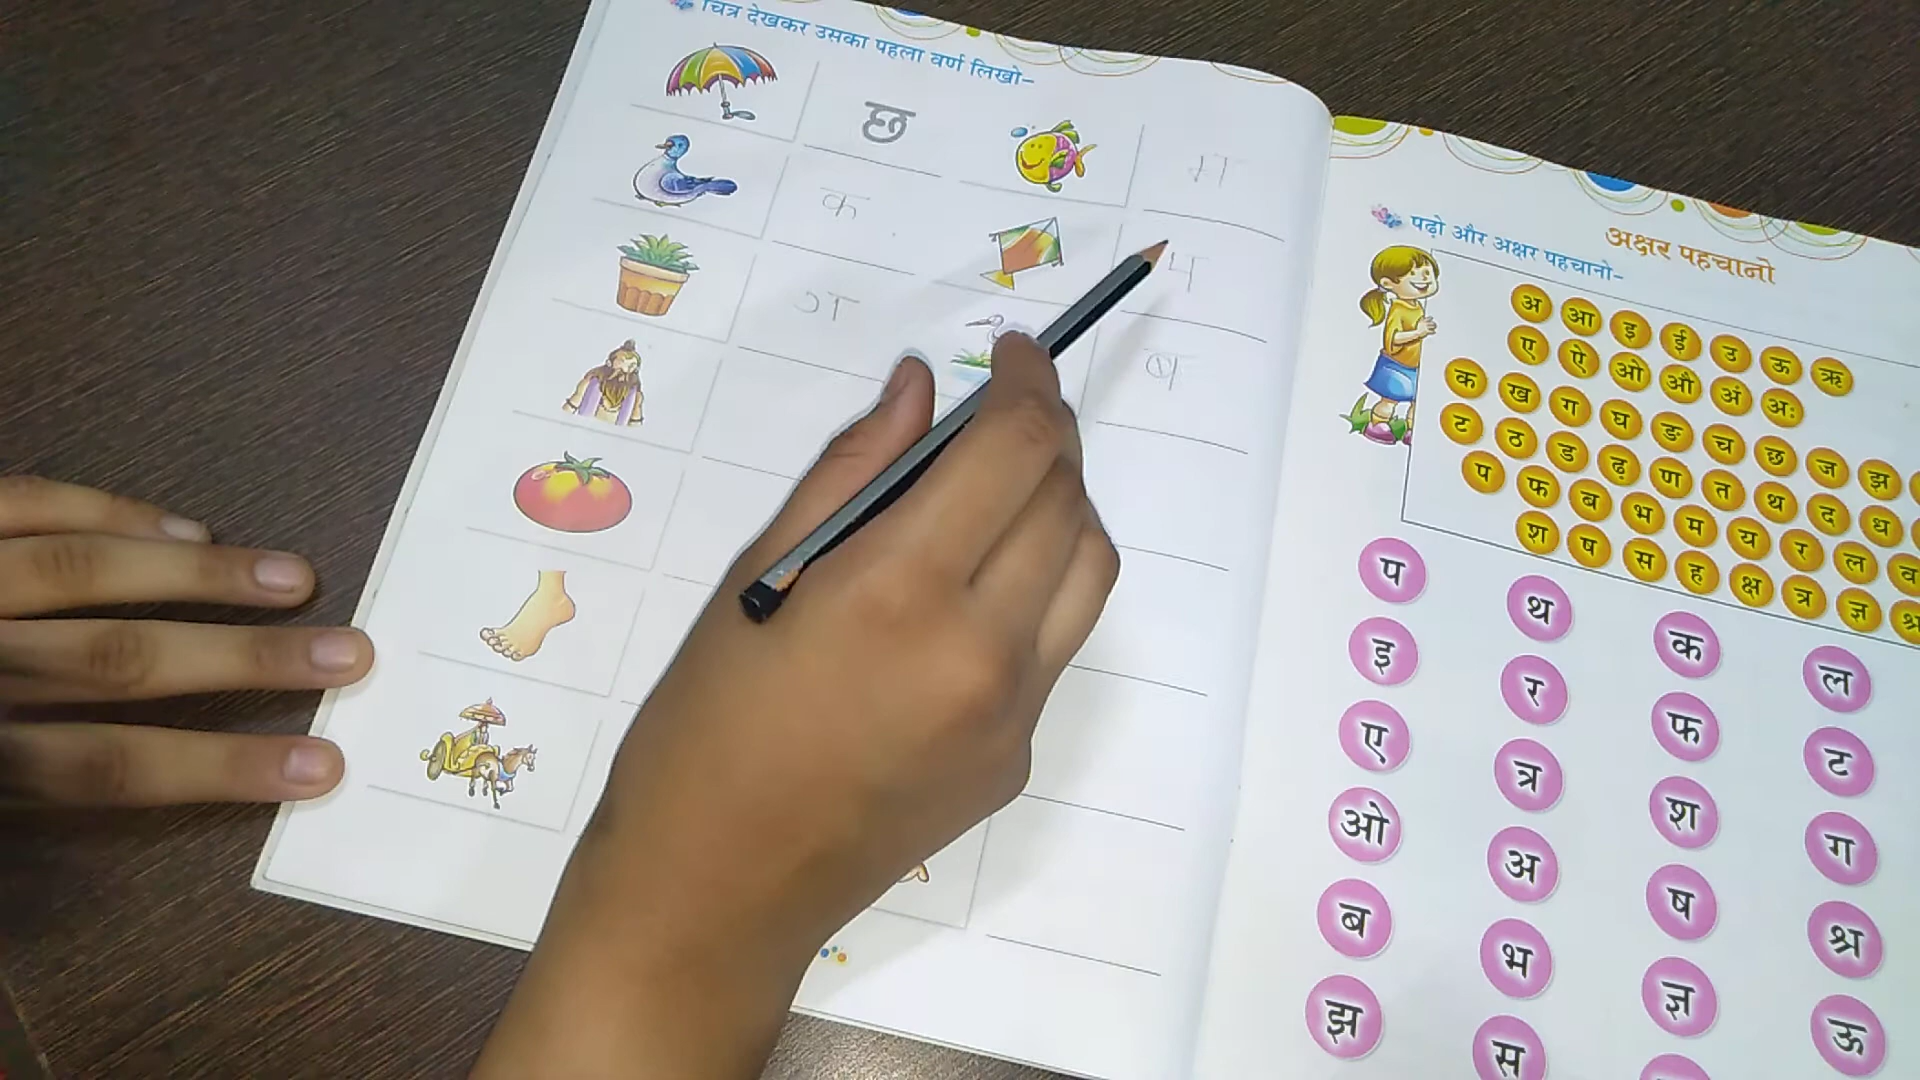 चित्र देखकर उसका पहला वर्ण लिखो-
छ म
क प
ग ब
अक्षर पहचानो
पढ़ो और अक्षर पहचानो-
अ आ इ ई उ ऊ ऋ
ए ऐ ओ औ अं अः
क ख ग घ ङ च छ ज झ
ट ठ ड ढ़ ण त थ द ध
प फ ब भ म य र ल व
श ष स ह क्ष त्र ज्ञ श्र
प थ क ल
इ र फ ट
ए त्र श ग
ओ अ ष श्र
ब भ ज्ञ ऊ
झ स